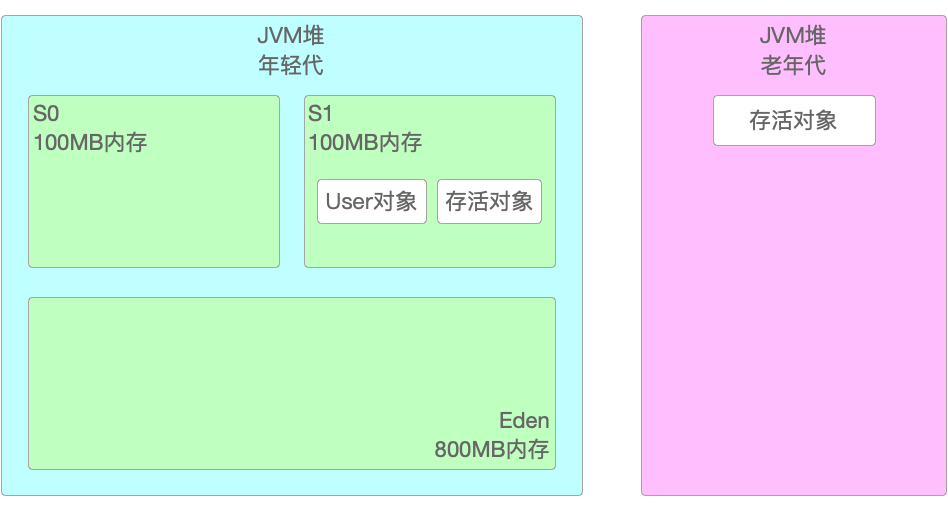 JVM堆
年轻代
S0
100MB内存
S1
100MB内存
User对象
存活对象
Eden
800MB内存
JVM堆
老年代
存活对象